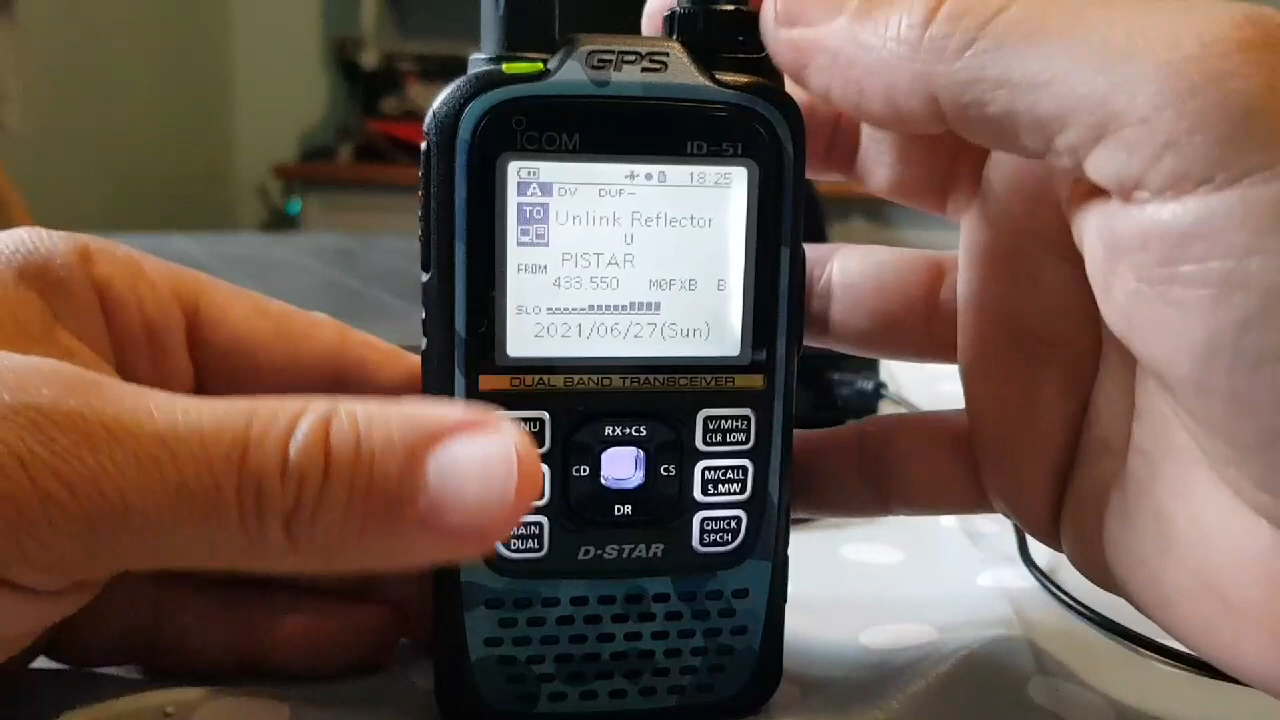 GPS
ICOM
ID-51
18:25
A DV DUP-
TO Unlink Reflector
U
FROM PISTAR
433.550 M0FXB B
SLO
2021/06/27(Sun)
DUAL BAND TRANSCEIVER
NU
RX→CS
V/MHz
CLR LOW
CD
CS
M/CALL
S.MW
DR
MAIN
DUAL
QUICK
SPCH
D-STAR